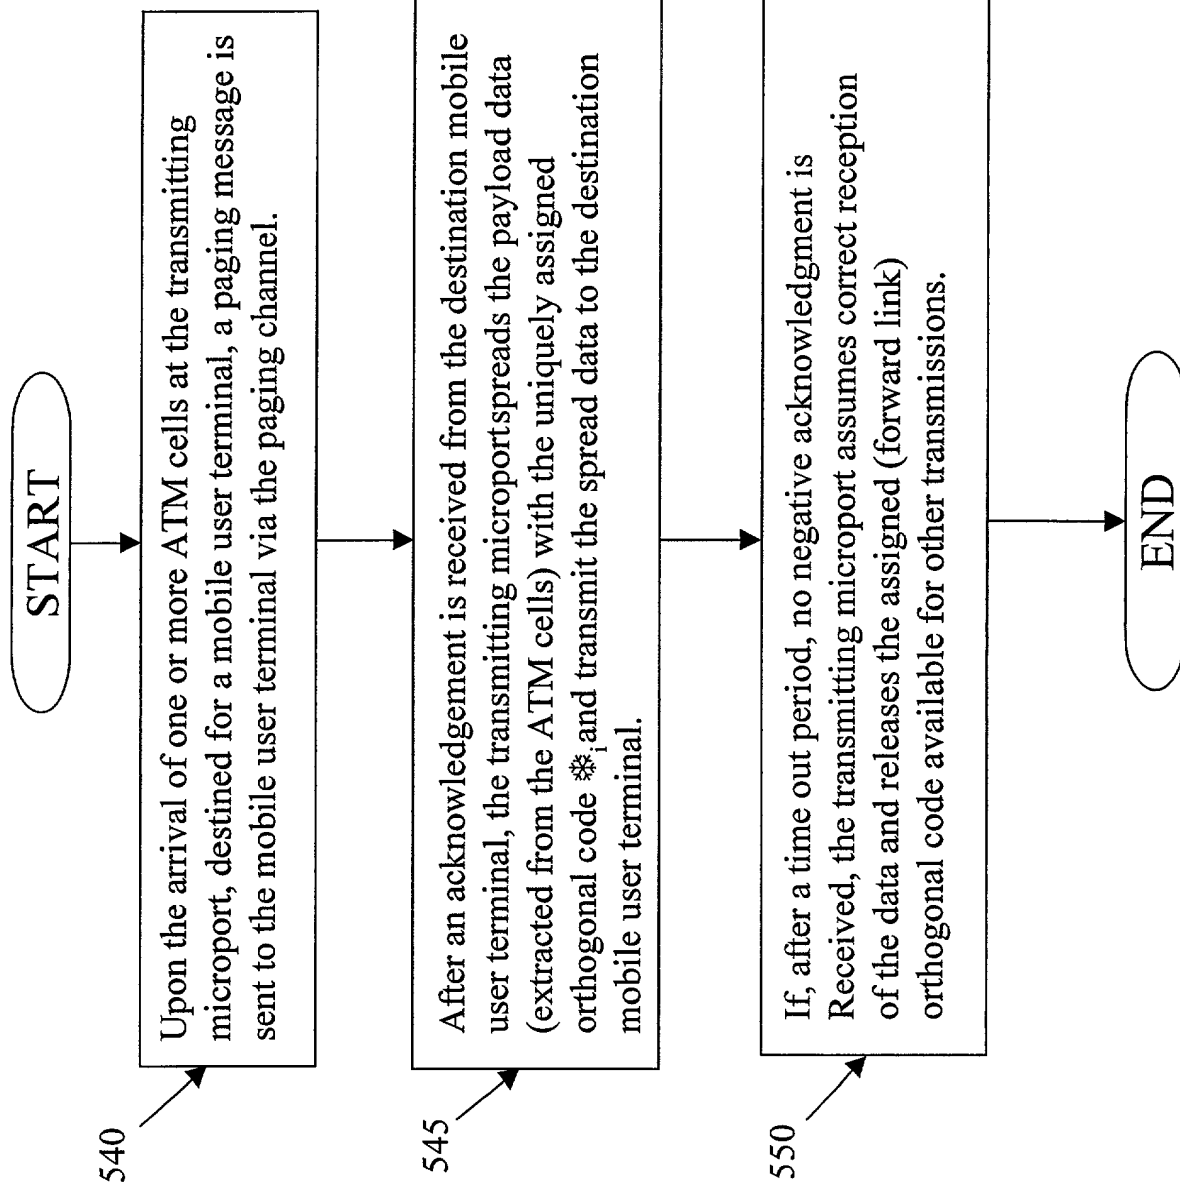 START
540
Upon the arrival of one or more ATM cells at the transmitting
microport, destined for a mobile user terminal, a paging message is
sent to the mobile user terminal via the paging channel.
545
After an acknowledgement is received from the destination mobile
user terminal, the transmitting microportspreads the payload data
(extracted from the ATM cells) with the uniquely assigned
orthogonal code ❄i and transmit the spread data to the destination
mobile user terminal.
550
If, after a time out period, no negative acknowledgment is
Received, the transmitting microport assumes correct reception
of the data and releases the assigned (forward link)
orthogonal code available for other transmissions.
END